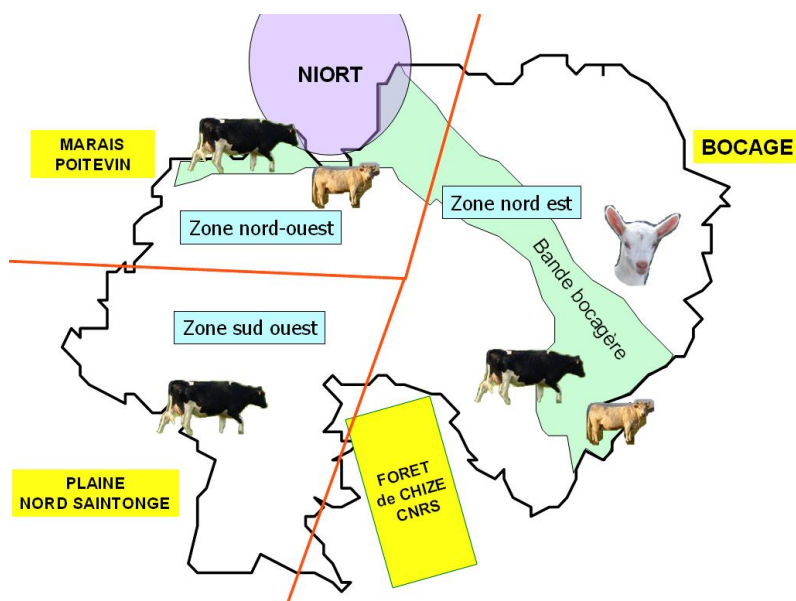 NIORT
MARAIS
POITEVIN
BOCAGE
Zone nord-ouest
Zone nord est
Bande bocagère
Zone sud ouest
PLAINE
NORD SAINTONGE
FORET
de CHIZE
CNRS